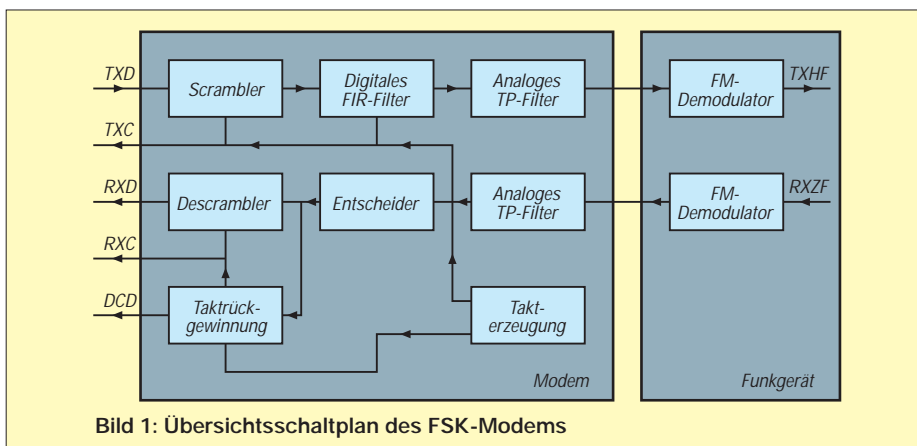 TXD
Scrambler
Digitales
FIR-Filter
Analoges
TP-Filter
FM-
Demodulator
TXHF
TXC
RXD
Descrambler
Entscheider
Analoges
TP-Filter
FM-
Demodulator
RXZF
RXC
DCD
Taktrück-
gewinnung
Takt-
erzeugung
Modem
Funkgerät
Bild 1: Übersichtsschaltplan des FSK-Modems